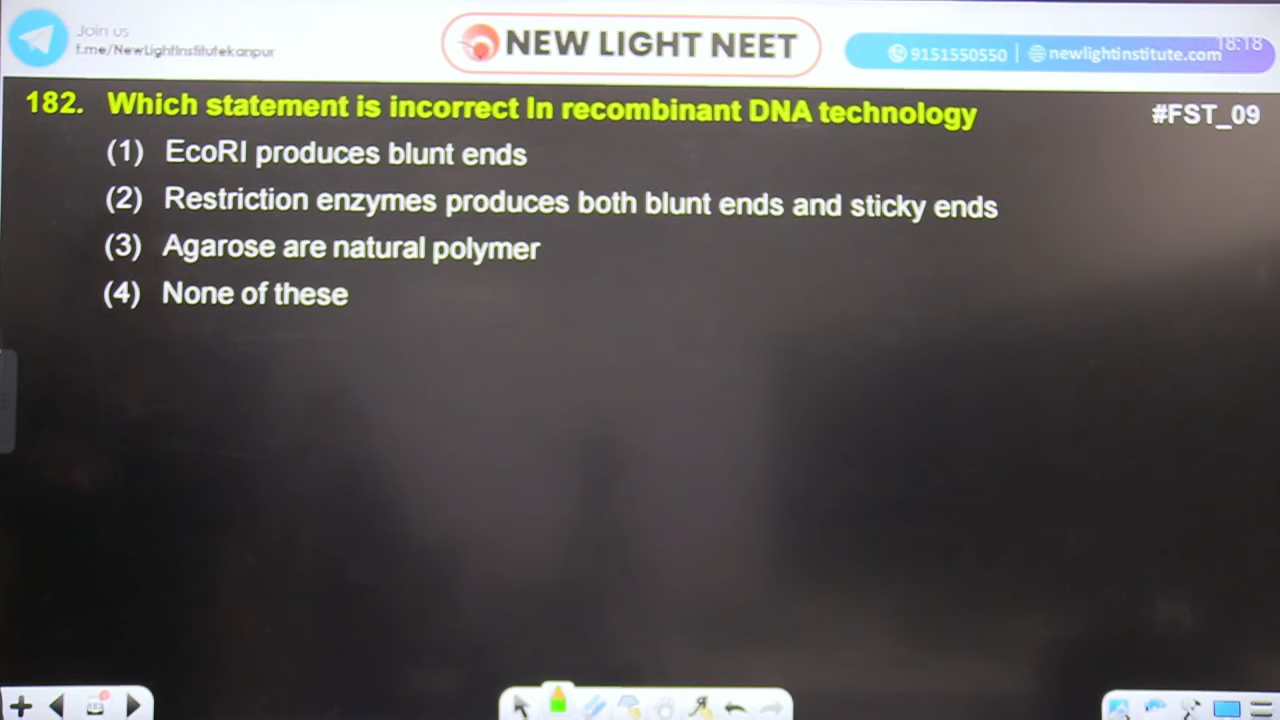 Join us
t.me/NewLightInstitutekanpur
NEW LIGHT NEET
9151550550 | newlightinstitute.com
18:18
182. Which statement is incorrect In recombinant DNA technology
#FST_09
(1) EcoRI produces blunt ends
(2) Restriction enzymes produces both blunt ends and sticky ends
(3) Agarose are natural polymer
(4) None of these